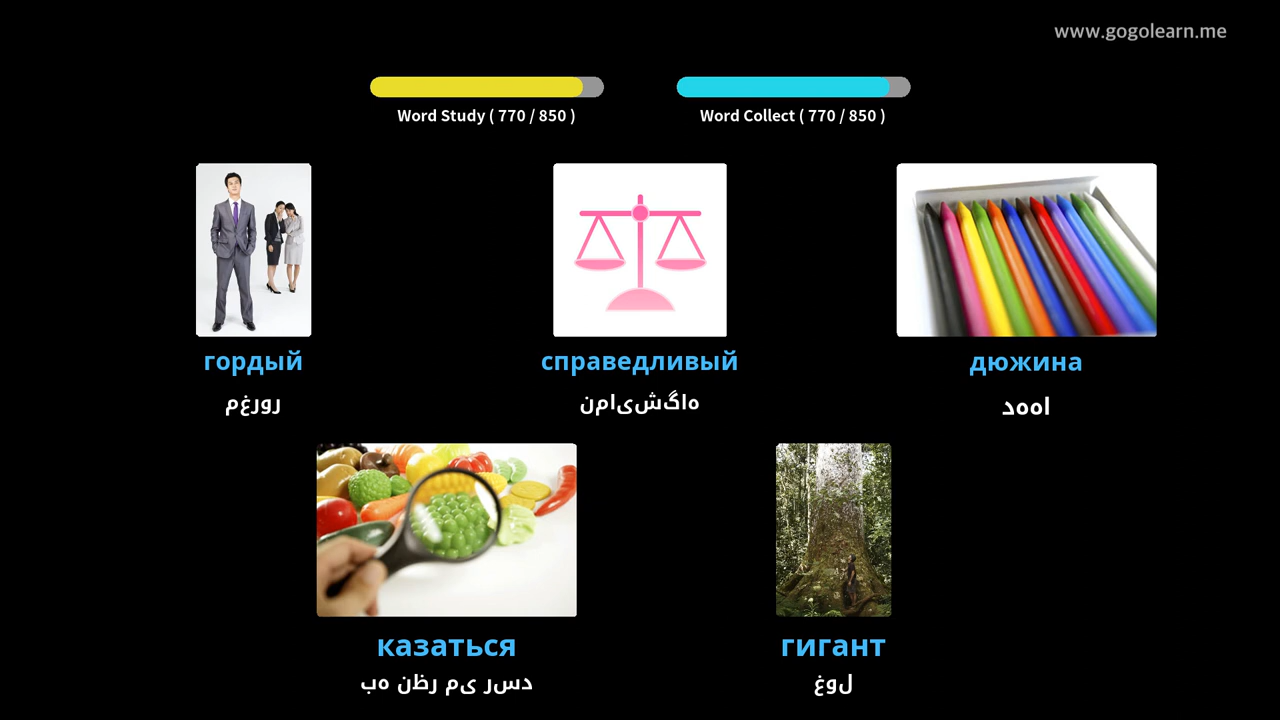 www.gogolearn.me
Word Study ( 770 / 850 )
Word Collect ( 770 / 850 )
гордый
справедливый
дюжина
مغرور
نمایشگاه
دهها
казаться
гигант
به نظر می رسد
غول